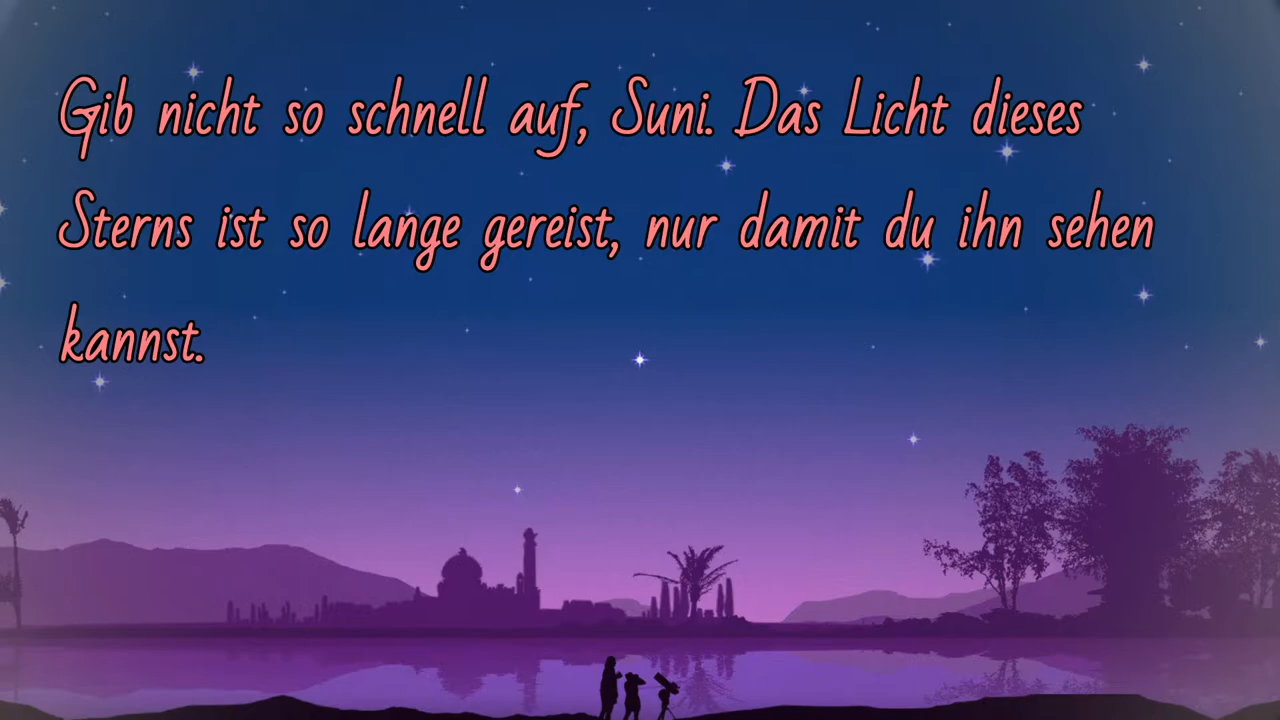 Gib nicht so schnell auf, Suni. Das Licht dieses
Sterns ist so lange gereist, nur damit du ihn sehen
kannst.